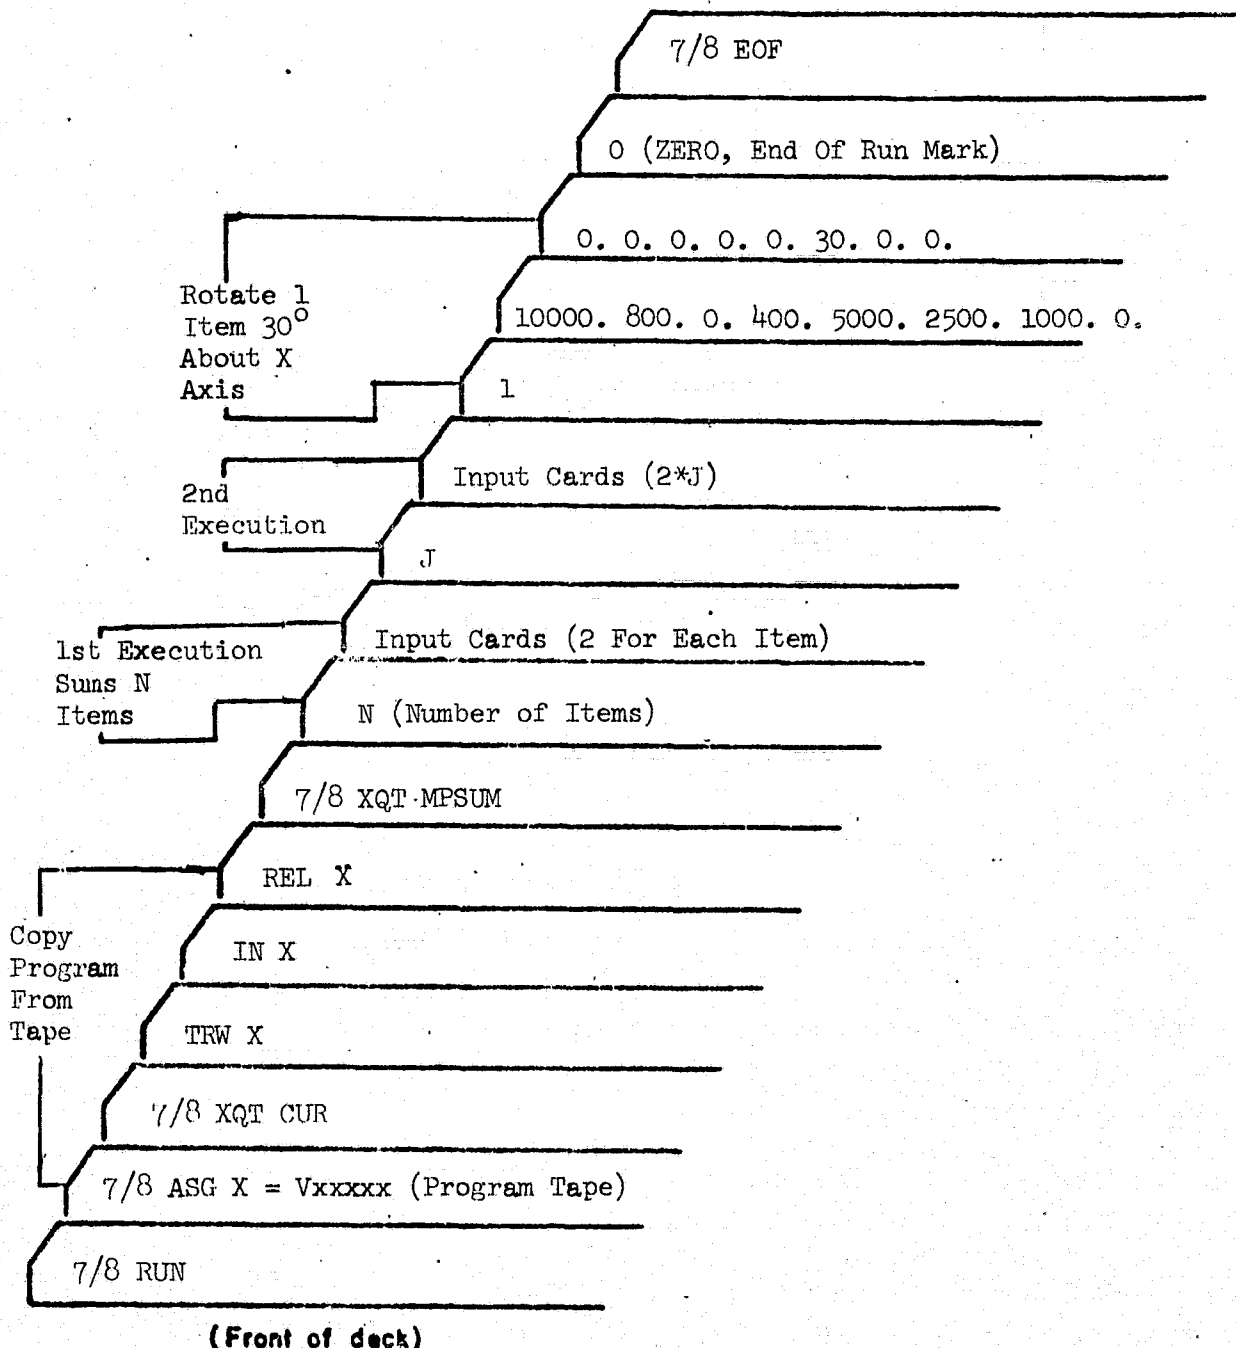 7/8 EOF
0 (ZERO, End Of Run Mark)
0. 0. 0. 0. 0. 30. 0. 0.
10000. 800. 0. 400. 5000. 2500. 1000. 0.
Rotate 1
Item 30°
About X
Axis
1
Input Cards (2*J)
2nd
Execution
J
Input Cards (2 For Each Item)
1st Execution
Sums N
Items
N (Number of Items)
7/8 XQT MPSUM
REL X
IN X
Copy
Program
From
Tape
TRW X
7/8 XQT CUR
7/8 ASG X = Vxxxxx (Program Tape)
7/8 RUN
(Front of deck)